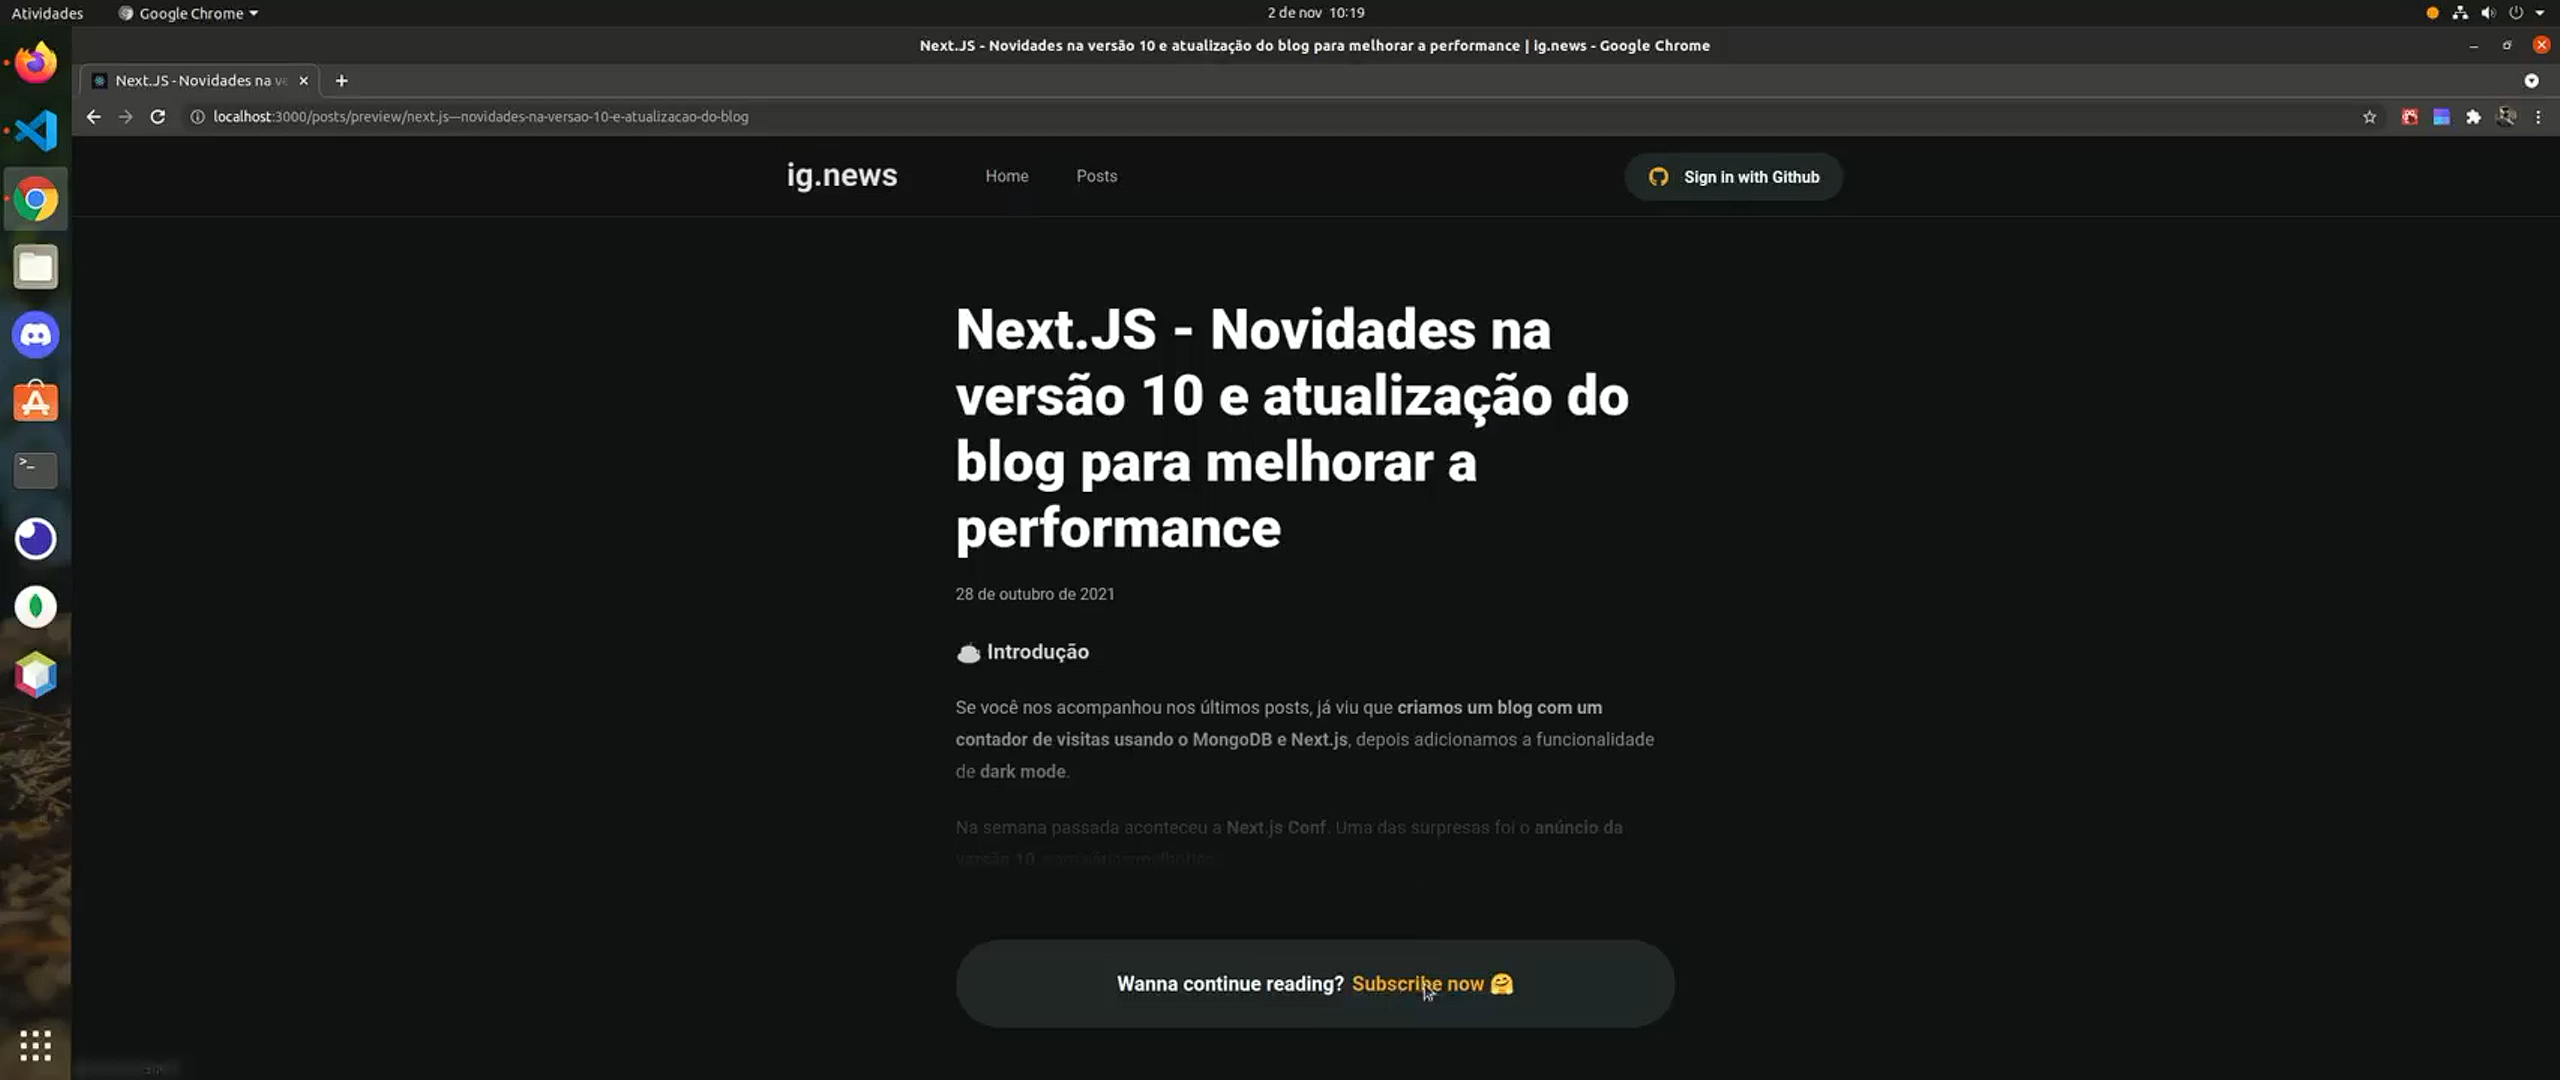 Atividades
Google Chrome
2 de nov 10:19
Next.JS - Novidades na versão 10 e atualização do blog para melhorar a performance | ig.news - Google Chrome
Next.JS - Novidades na ve
localhost:3000/posts/preview/next.js—novidades-na-versao-10-e-atualizacao-do-blog
ig.news
Home
Posts
Sign in with Github
Next.JS - Novidades na
versão 10 e atualização do
blog para melhorar a
performance
28 de outubro de 2021
Introdução
Se você nos acompanhou nos últimos posts, já viu que criamos um blog com um
contador de visitas usando o MongoDB e Next.js, depois adicionamos a funcionalidade
de dark mode.
Na semana passada aconteceu a Next.js Conf. Uma das surpresas foi o anúncio da
versão 10
Wanna continue reading? Subscribe now 🤗